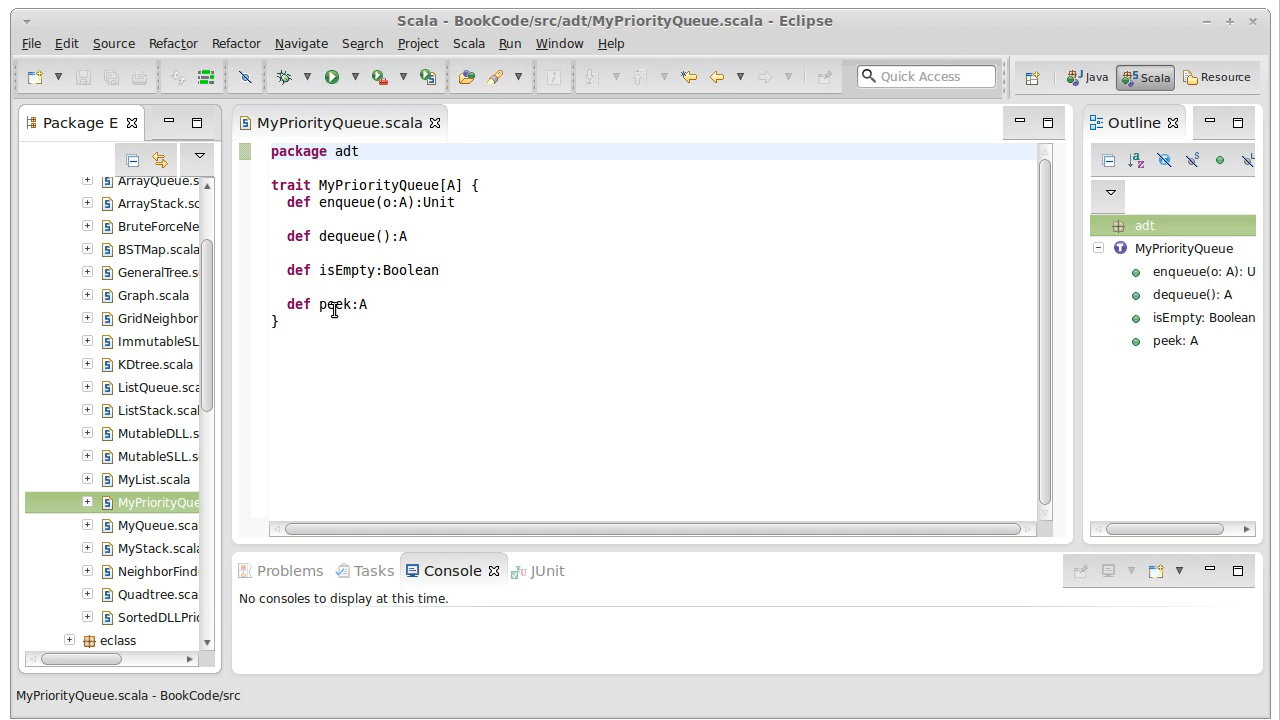 Scala - BookCode/src/adt/MyPriorityQueue.scala - Eclipse
File Edit Source Refactor Refactor Navigate Search Project Scala Run Window Help
Quick Access
Java Scala Resource
Package E
MyPriorityQueue.scala
Outline
ArrayQueue.s
ArrayStack.sc
BruteForceNe
BSTMap.scala
GeneralTree.s
Graph.scala
GridNeighbor
ImmutableSL
KDtree.scala
ListQueue.sca
ListStack.scal
MutableDLL.s
MutableSLL.s
MyList.scala
MyPriorityQue
MyQueue.sca
MyStack.scala
NeighborFind
Quadtree.sca
SortedDLLPrio
eclass
package adt
trait MyPriorityQueue[A] {
def enqueue(o:A):Unit
def dequeue():A
def isEmpty:Boolean
def peek:A
}
adt
MyPriorityQueue
enqueue(o: A): U
dequeue(): A
isEmpty: Boolean
peek: A
Problems Tasks Console JUnit
No consoles to display at this time.
MyPriorityQueue.scala - BookCode/src